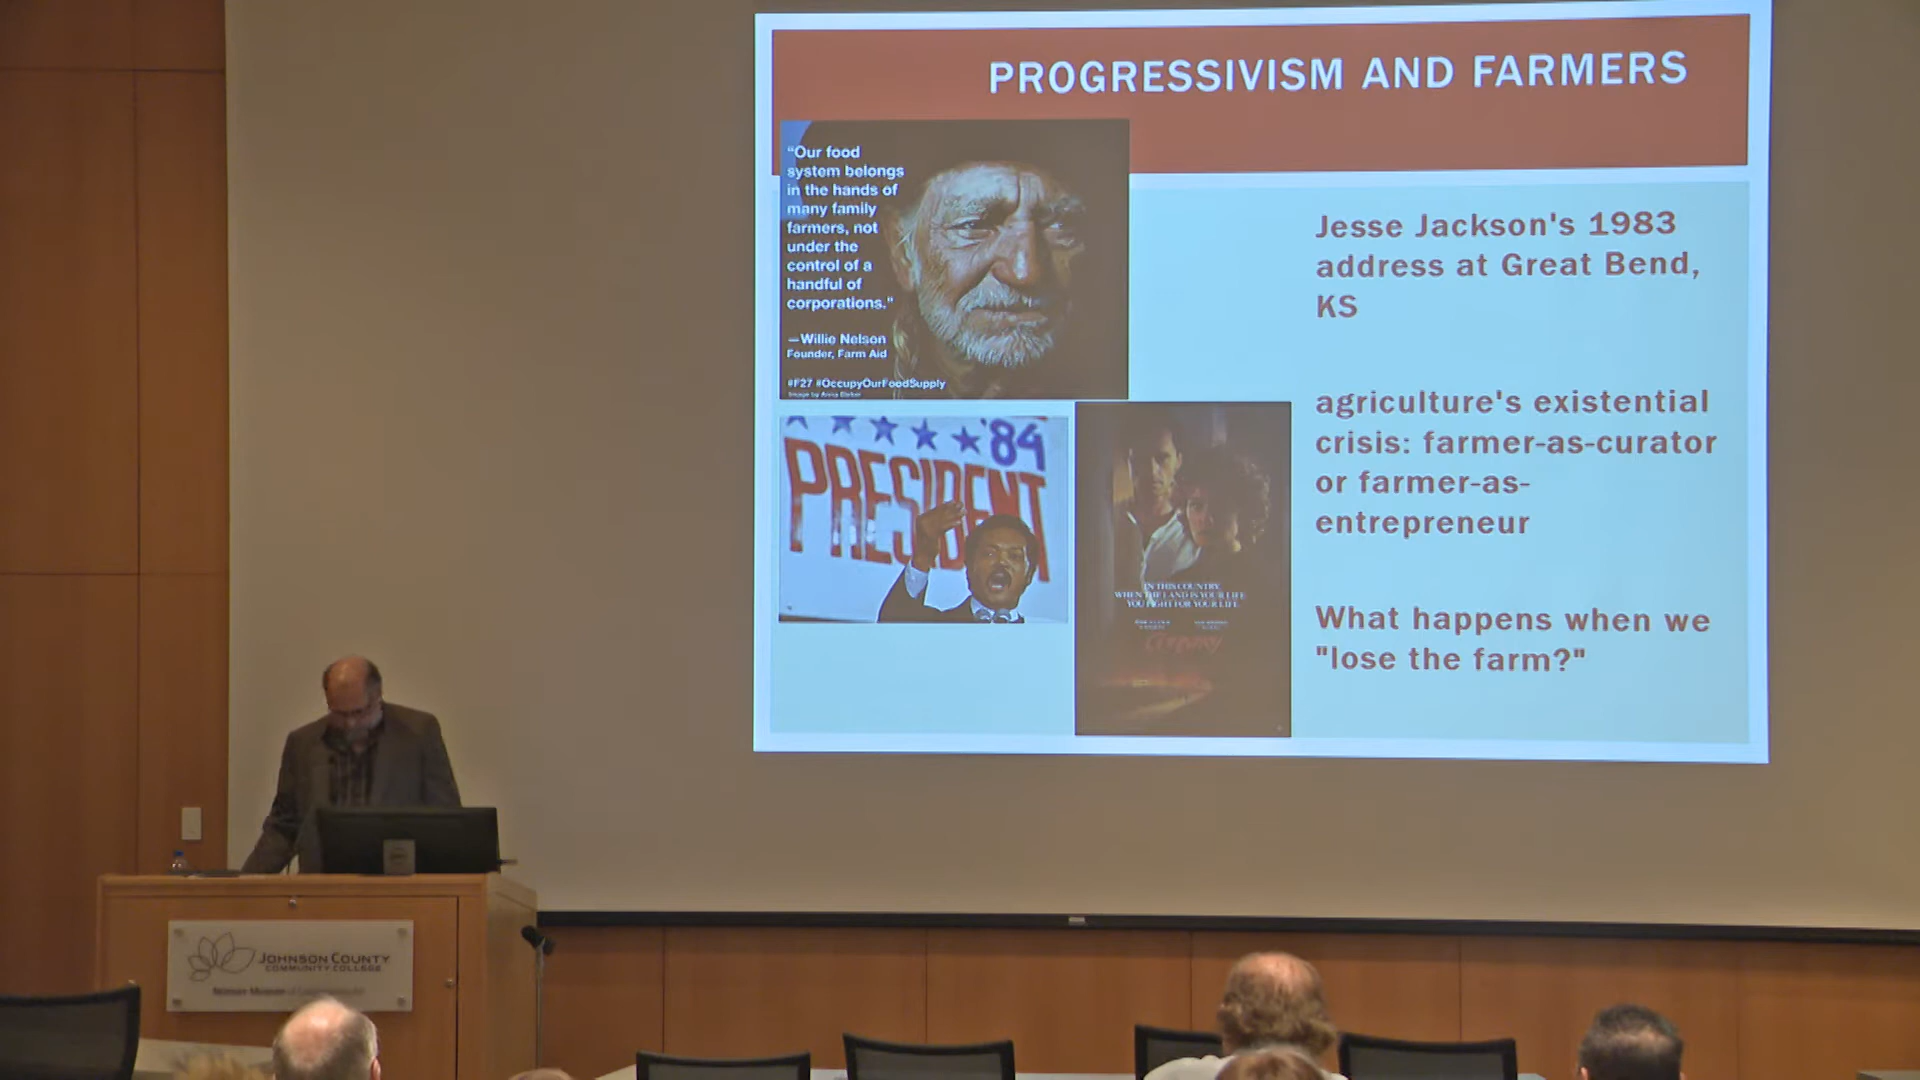 PROGRESSIVISM AND FARMERS
"Our food
system belongs
in the hands of
many family
farmers, not
under the
control of a
handful of
corporations."
—Willie Nelson
Founder, Farm Aid
#F27 #OccupyOurFoodSupply
Jesse Jackson's 1983
address at Great Bend,
KS
agriculture's existential
crisis: farmer-as-curator
or farmer-as-
entrepreneur
What happens when we
"lose the farm?"
'84
PRESIDENT
IN THIS COUNTRY,
WHEN THE LAND IS YOUR LIFE
YOU FIGHT FOR YOUR LIFE.
Country
JOHNSON COUNTY
COMMUNITY COLLEGE